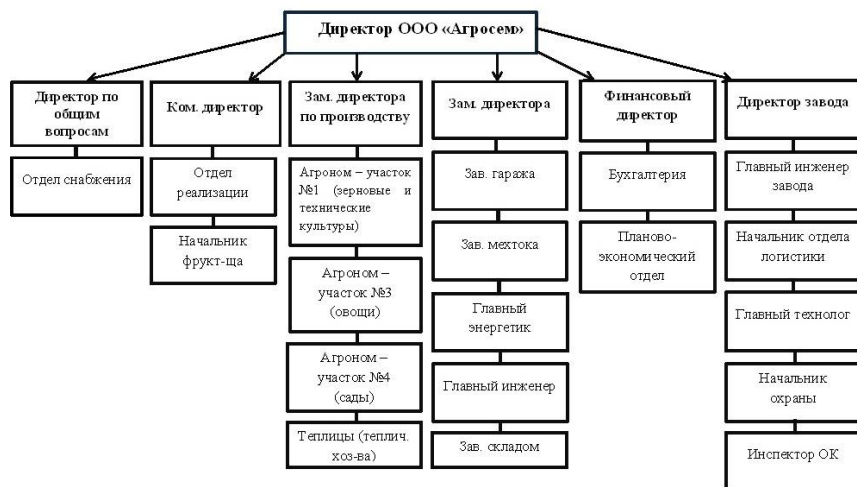 Директор ООО «Агросем»
Директор по
общим
вопросам
Отдел снабжения
Ком. директор
Отдел
реализации
Начальник
фрукт-ща
Зам. директора
по производству
Агроном – участок
№1 (зерновые и
технические
культуры)
Агроном –
участок №3
(овощи)
Агроном –
участок №4
(сады)
Теплицы (теплич.
хоз-ва)
Зам. директора
Зав. гаража
Зав. мехтока
Главный
энергетик
Главный инженер
Зав. складом
Финансовый
директор
Бухгалтерия
Планово-
экономический
отдел
Директор завода
Главный инженер
завода
Начальник отдела
логистики
Главный технолог
Начальник
охраны
Инспектор ОК